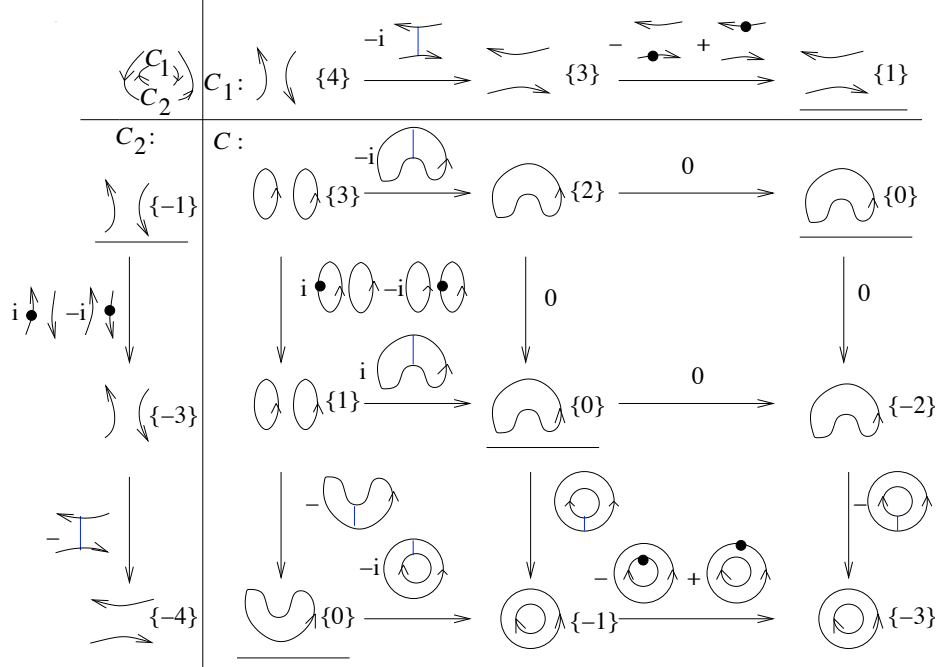 –i – +
C1 C2 C1: {4} {3} {1}
C2: C:
–i 0
{–1} {3} {2} {0}
i –i i –i 0 0
i 0
{–3} {1} {0} {–2}
– –
– –i – +
{–4} {0} {–1} {–3}